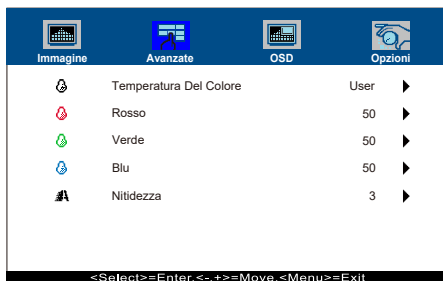 Immagine Avanzate OSD Opzioni
Temperatura Del Colore User
Rosso 50
Verde 50
Blu 50
Nitidezza 3
<Select>=Enter,<-,+>=Move,<Menu>=Exit